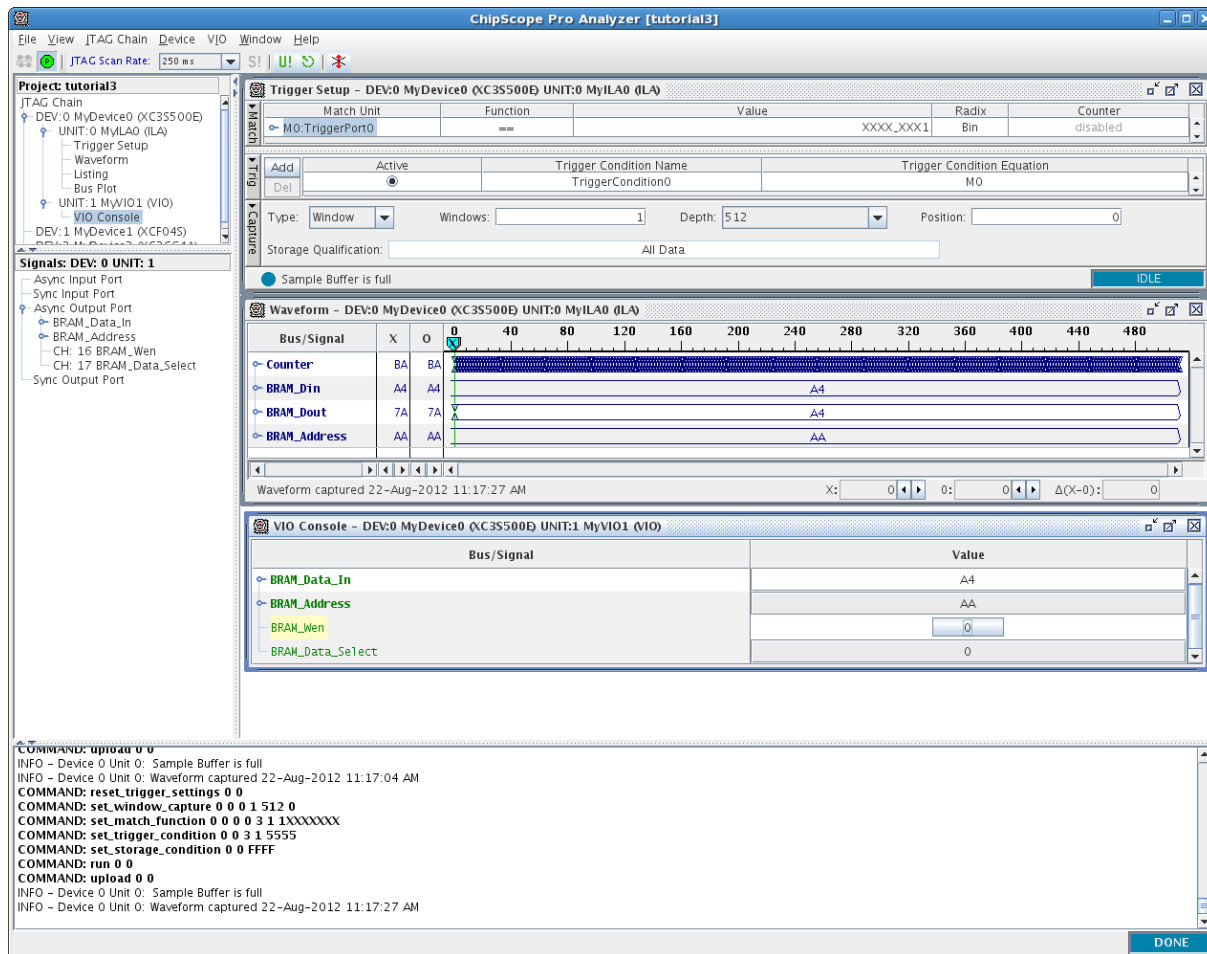 ChipScope Pro Analyzer [tutorial3]
File View JTAG Chain Device VIO Window Help
JTAG Scan Rate: 250 ms S! U!
Project: tutorial3
JTAG Chain
DEV:0 MyDevice0 (XC3S500E)
UNIT:0 MyILA0 (ILA)
Trigger Setup
Waveform
Listing
Bus Plot
UNIT:1 MyVIO1 (VIO)
VIO Console
DEV:1 MyDevice1 (XCF04S)
Signals: DEV: 0 UNIT: 1
Async Input Port
Sync Input Port
Async Output Port
BRAM_Data_In
BRAM_Address
CH: 16 BRAM_Wen
CH: 17 BRAM_Data_Select
Sync Output Port
Trigger Setup - DEV:0 MyDevice0 (XC3S500E) UNIT:0 MyILA0 (ILA)
Match
Match Unit Function Value Radix Counter
M0:TriggerPort0 == XXXX_XXX1 Bin disabled
Trig
Add Active Trigger Condition Name Trigger Condition Equation
Del TriggerCondition0 M0
Capture
Type: Window Windows: 1 Depth: 512 Position: 0
Storage Qualification: All Data
Sample Buffer is full IDLE
Waveform - DEV:0 MyDevice0 (XC3S500E) UNIT:0 MyILA0 (ILA)
Bus/Signal X O 0 40 80 120 160 200 240 280 320 360 400 440 480
X
Counter BA BA
BRAM_Din A4 A4 A4
BRAM_Dout 7A 7A A4
BRAM_Address AA AA AA
Waveform captured 22-Aug-2012 11:17:27 AM X: 0 O: 0 Δ(X-O): 0
VIO Console - DEV:0 MyDevice0 (XC3S500E) UNIT:1 MyVIO1 (VIO)
Bus/Signal Value
BRAM_Data_In A4
BRAM_Address AA
BRAM_Wen 0
BRAM_Data_Select 0
COMMAND: upload 0 0
INFO - Device 0 Unit 0: Sample Buffer is full
INFO - Device 0 Unit 0: Waveform captured 22-Aug-2012 11:17:04 AM
COMMAND: reset_trigger_settings 0 0
COMMAND: set_window_capture 0 0 0 1 512 0
COMMAND: set_match_function 0 0 0 0 3 1 1XXXXXXX
COMMAND: set_trigger_condition 0 0 3 1 5555
COMMAND: set_storage_condition 0 0 FFFF
COMMAND: run 0 0
COMMAND: upload 0 0
INFO - Device 0 Unit 0: Sample Buffer is full
INFO - Device 0 Unit 0: Waveform captured 22-Aug-2012 11:17:27 AM
DONE